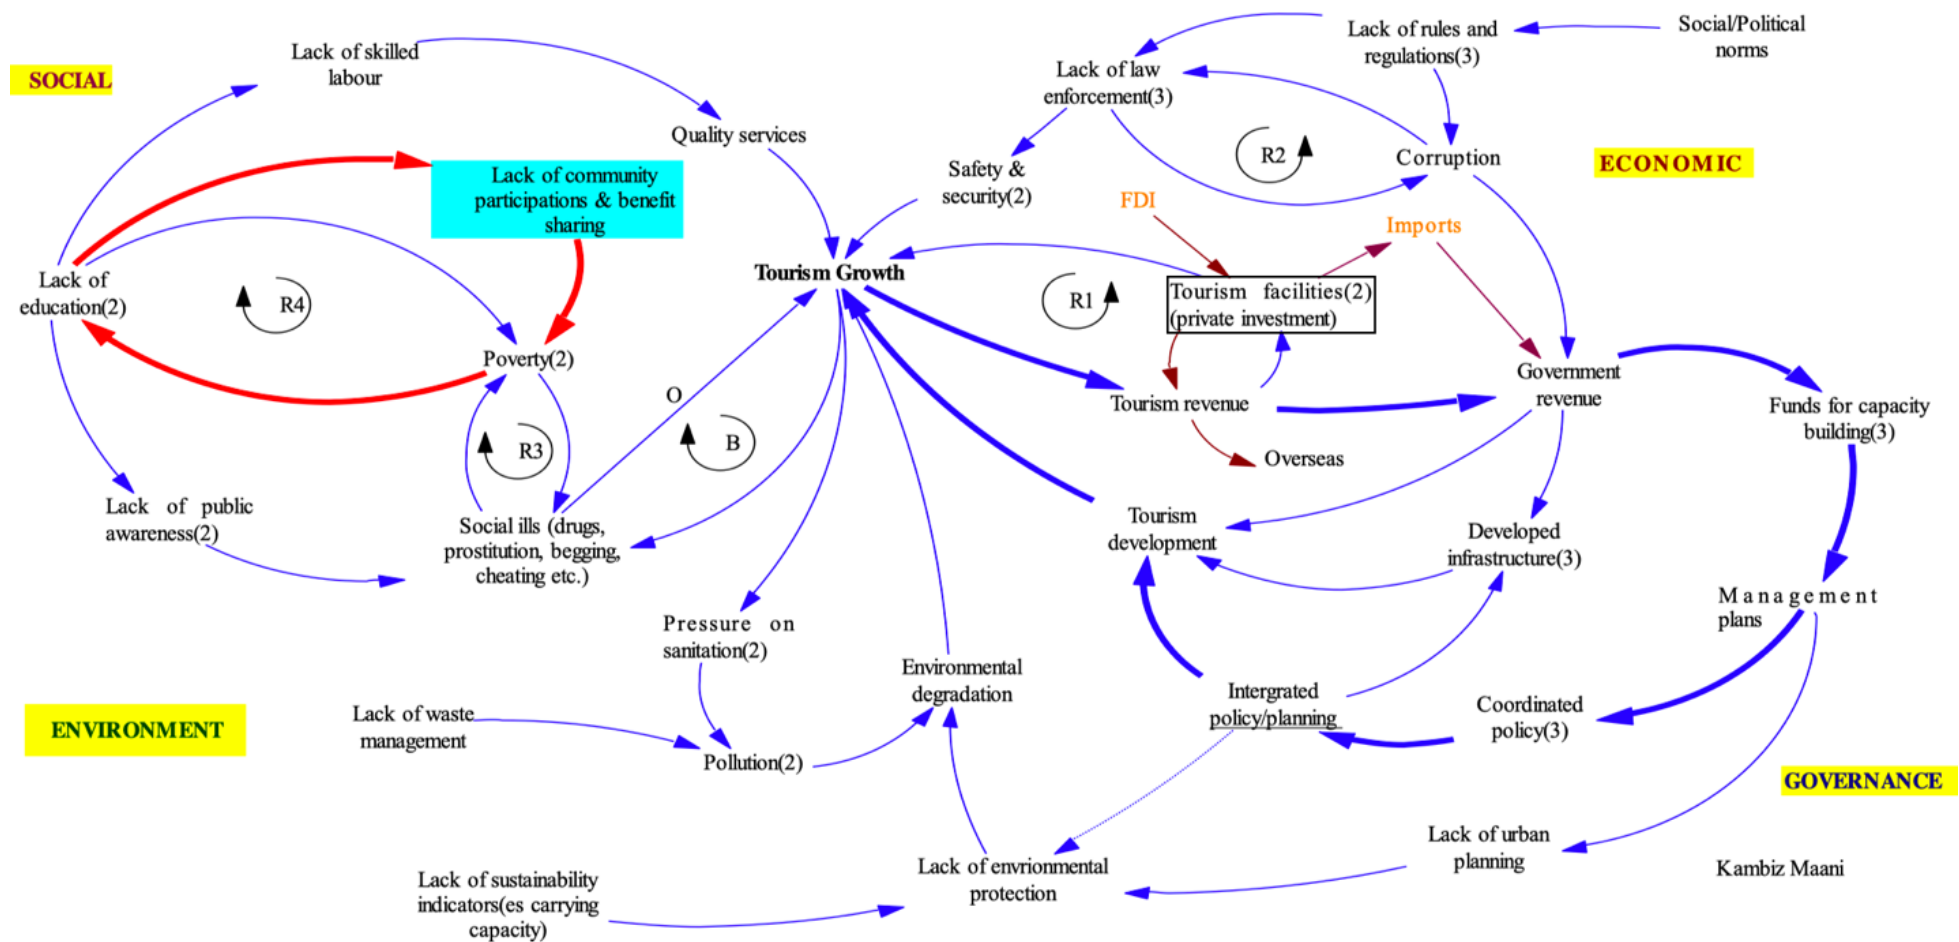 SOCIAL
Lack of skilled
labour
Quality services
Lack of community
participations & benefit
sharing
Lack of
education(2)
R4
Poverty(2)
R3
O
B
Lack of public
awareness(2)
Social ills (drugs,
prostitution, begging,
cheating etc.)
Tourism Growth
Lack of law
enforcement(3)
Lack of rules and
regulations(3)
Social/Political
norms
R2
Corruption
ECONOMIC
Safety &
security(2)
FDI
Imports
R1
Tourism facilities(2)
(private investment)
Tourism revenue
Overseas
Government
revenue
Funds for capacity
building(3)
Tourism
development
Developed
infrastructure(3)
Management
plans
Pressure on
sanitation(2)
Environmental
degradation
Intergrated
policy/planning
Coordinated
policy(3)
ENVIRONMENT
Lack of waste
management
Pollution(2)
GOVERNANCE
Lack of urban
planning
Kambiz Maani
Lack of envrionmental
protection
Lack of sustainability
indicators(es carrying
capacity)